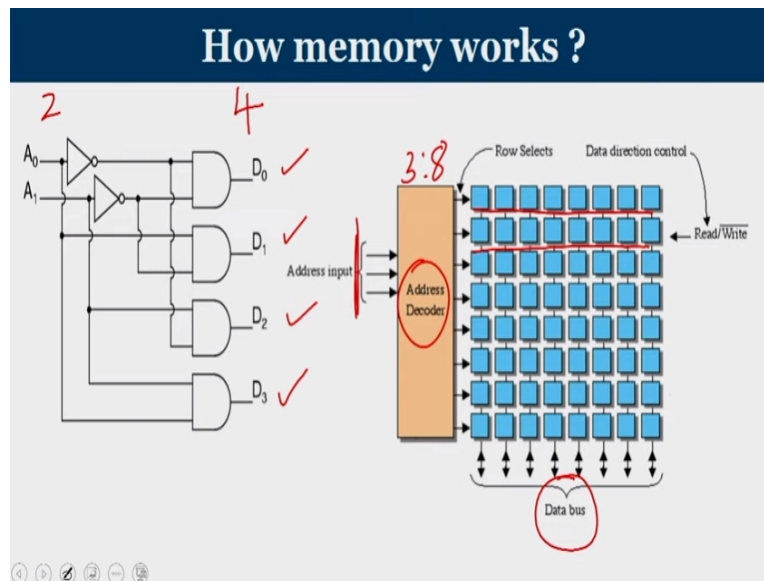 How memory works ?
2
4
A0
A1
D0
D1
D2
D3
3:8
Row Selects
Data direction control
Read/Write
Address input
Address
Decoder
Data bus